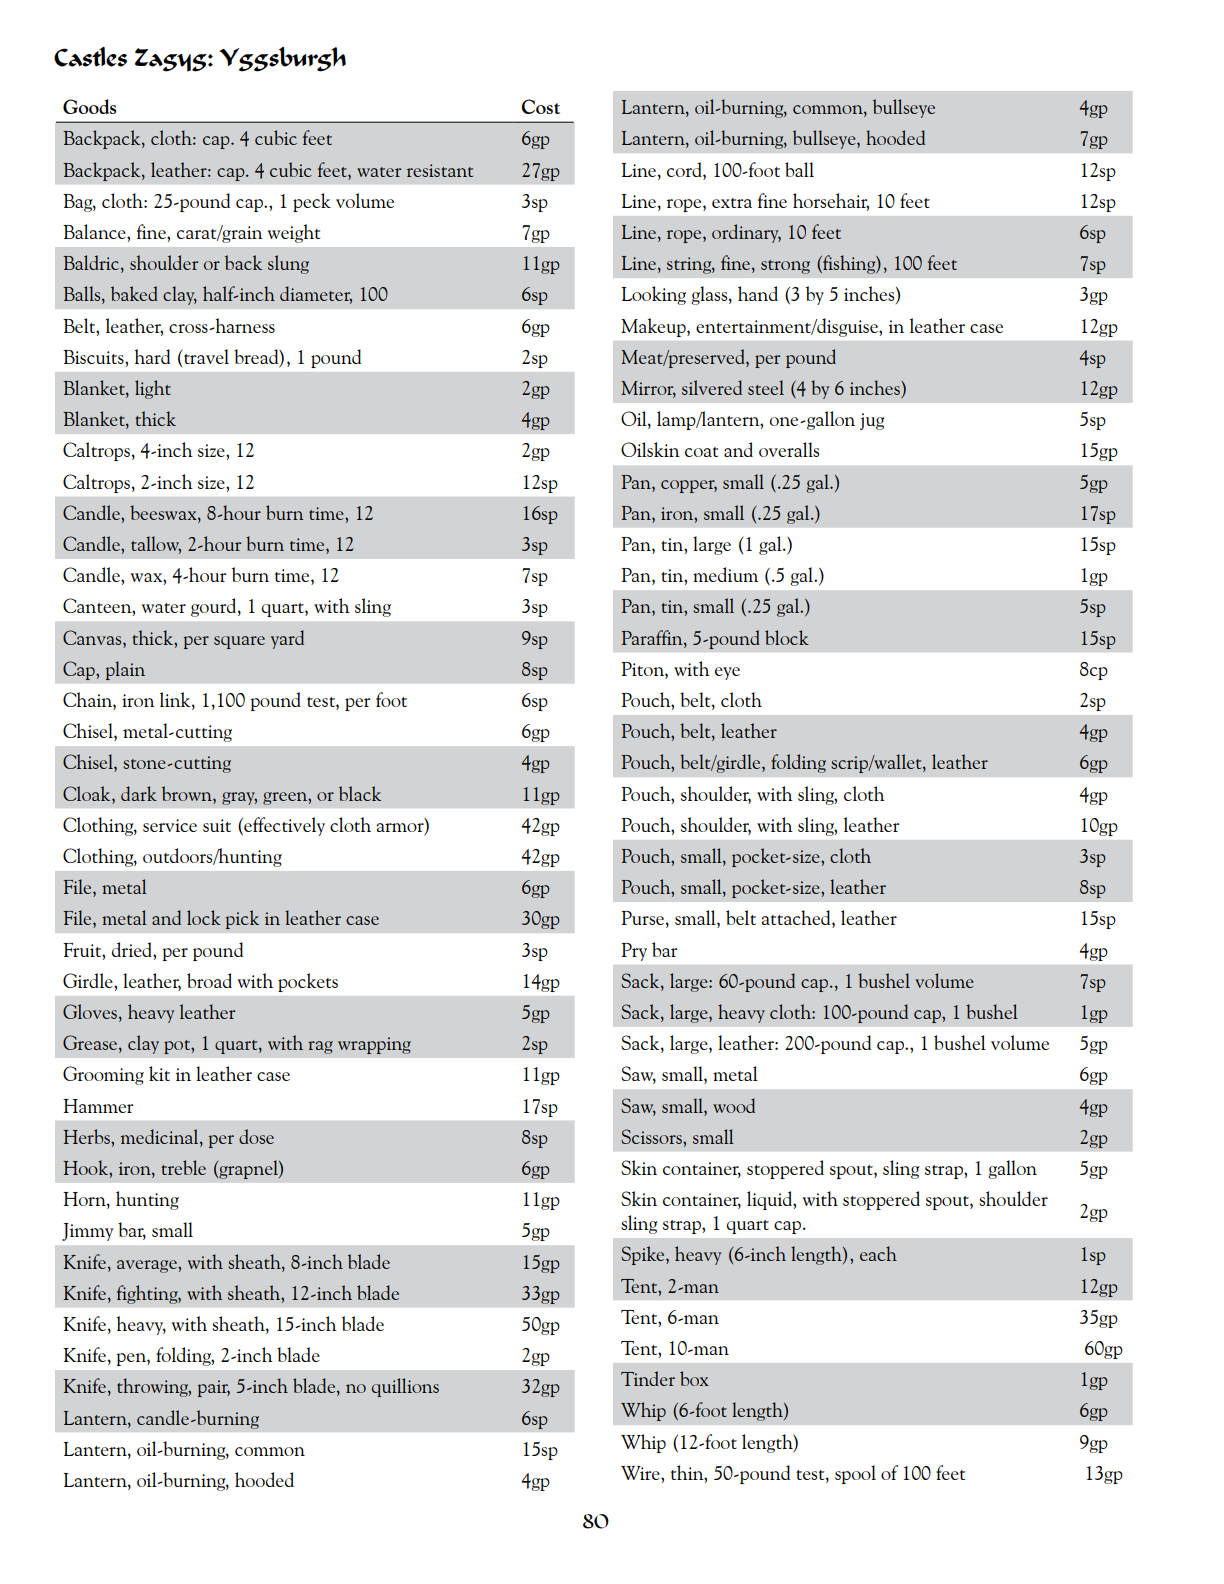 Castles Zagyg: Yggsburgh
Goods Cost
Backpack, cloth: cap. 4 cubic feet 6gp
Backpack, leather: cap. 4 cubic feet, water resistant 27gp
Bag, cloth: 25-pound cap., 1 peck volume 3sp
Balance, fine, carat/grain weight 7gp
Baldric, shoulder or back slung 11gp
Balls, baked clay, half-inch diameter, 100 6sp
Belt, leather, cross-harness 6gp
Biscuits, hard (travel bread), 1 pound 2sp
Blanket, light 2gp
Blanket, thick 4gp
Caltrops, 4-inch size, 12 2gp
Caltrops, 2-inch size, 12 12sp
Candle, beeswax, 8-hour burn time, 12 16sp
Candle, tallow, 2-hour burn time, 12 3sp
Candle, wax, 4-hour burn time, 12 7sp
Canteen, water gourd, 1 quart, with sling 3sp
Canvas, thick, per square yard 9sp
Cap, plain 8sp
Chain, iron link, 1,100 pound test, per foot 6sp
Chisel, metal-cutting 6gp
Chisel, stone-cutting 4gp
Cloak, dark brown, gray, green, or black 11gp
Clothing, service suit (effectively cloth armor) 42gp
Clothing, outdoors/hunting 42gp
File, metal 6gp
File, metal and lock pick in leather case 30gp
Fruit, dried, per pound 3sp
Girdle, leather, broad with pockets 14gp
Gloves, heavy leather 5gp
Grease, clay pot, 1 quart, with rag wrapping 2sp
Grooming kit in leather case 11gp
Hammer 17sp
Herbs, medicinal, per dose 8sp
Hook, iron, treble (grapnel) 6gp
Horn, hunting 11gp
Jimmy bar, small 5gp
Knife, average, with sheath, 8-inch blade 15gp
Knife, fighting, with sheath, 12-inch blade 33gp
Knife, heavy, with sheath, 15-inch blade 50gp
Knife, pen, folding, 2-inch blade 2gp
Knife, throwing, pair, 5-inch blade, no quillions 32gp
Lantern, candle-burning 6sp
Lantern, oil-burning, common 15sp
Lantern, oil-burning, hooded 4gp
Lantern, oil-burning, common, bullseye 4gp
Lantern, oil-burning, bullseye, hooded 7gp
Line, cord, 100-foot ball 12sp
Line, rope, extra fine horsehair, 10 feet 12sp
Line, rope, ordinary, 10 feet 6sp
Line, string, fine, strong (fishing), 100 feet 7sp
Looking glass, hand (3 by 5 inches) 3gp
Makeup, entertainment/disguise, in leather case 12gp
Meat/preserved, per pound 4sp
Mirror, silvered steel (4 by 6 inches) 12gp
Oil, lamp/lantern, one-gallon jug 5sp
Oilskin coat and overalls 15gp
Pan, copper, small (.25 gal.) 5gp
Pan, iron, small (.25 gal.) 17sp
Pan, tin, large (1 gal.) 15sp
Pan, tin, medium (.5 gal.) 1gp
Pan, tin, small (.25 gal.) 5sp
Paraffin, 5-pound block 15sp
Piton, with eye 8cp
Pouch, belt, cloth 2sp
Pouch, belt, leather 4gp
Pouch, belt/girdle, folding scrip/wallet, leather 6gp
Pouch, shoulder, with sling, cloth 4gp
Pouch, shoulder, with sling, leather 10gp
Pouch, small, pocket-size, cloth 3sp
Pouch, small, pocket-size, leather 8sp
Purse, small, belt attached, leather 15sp
Pry bar 4gp
Sack, large: 60-pound cap., 1 bushel volume 7sp
Sack, large, heavy cloth: 100-pound cap, 1 bushel 1gp
Sack, large, leather: 200-pound cap., 1 bushel volume 5gp
Saw, small, metal 6gp
Saw, small, wood 4gp
Scissors, small 2gp
Skin container, stoppered spout, sling strap, 1 gallon 5gp
Skin container, liquid, with stoppered spout, shoulder
sling strap, 1 quart cap. 2gp
Spike, heavy (6-inch length), each 1sp
Tent, 2-man 12gp
Tent, 6-man 35gp
Tent, 10-man 60gp
Tinder box 1gp
Whip (6-foot length) 6gp
Whip (12-foot length) 9gp
Wire, thin, 50-pound test, spool of 100 feet 13gp
80